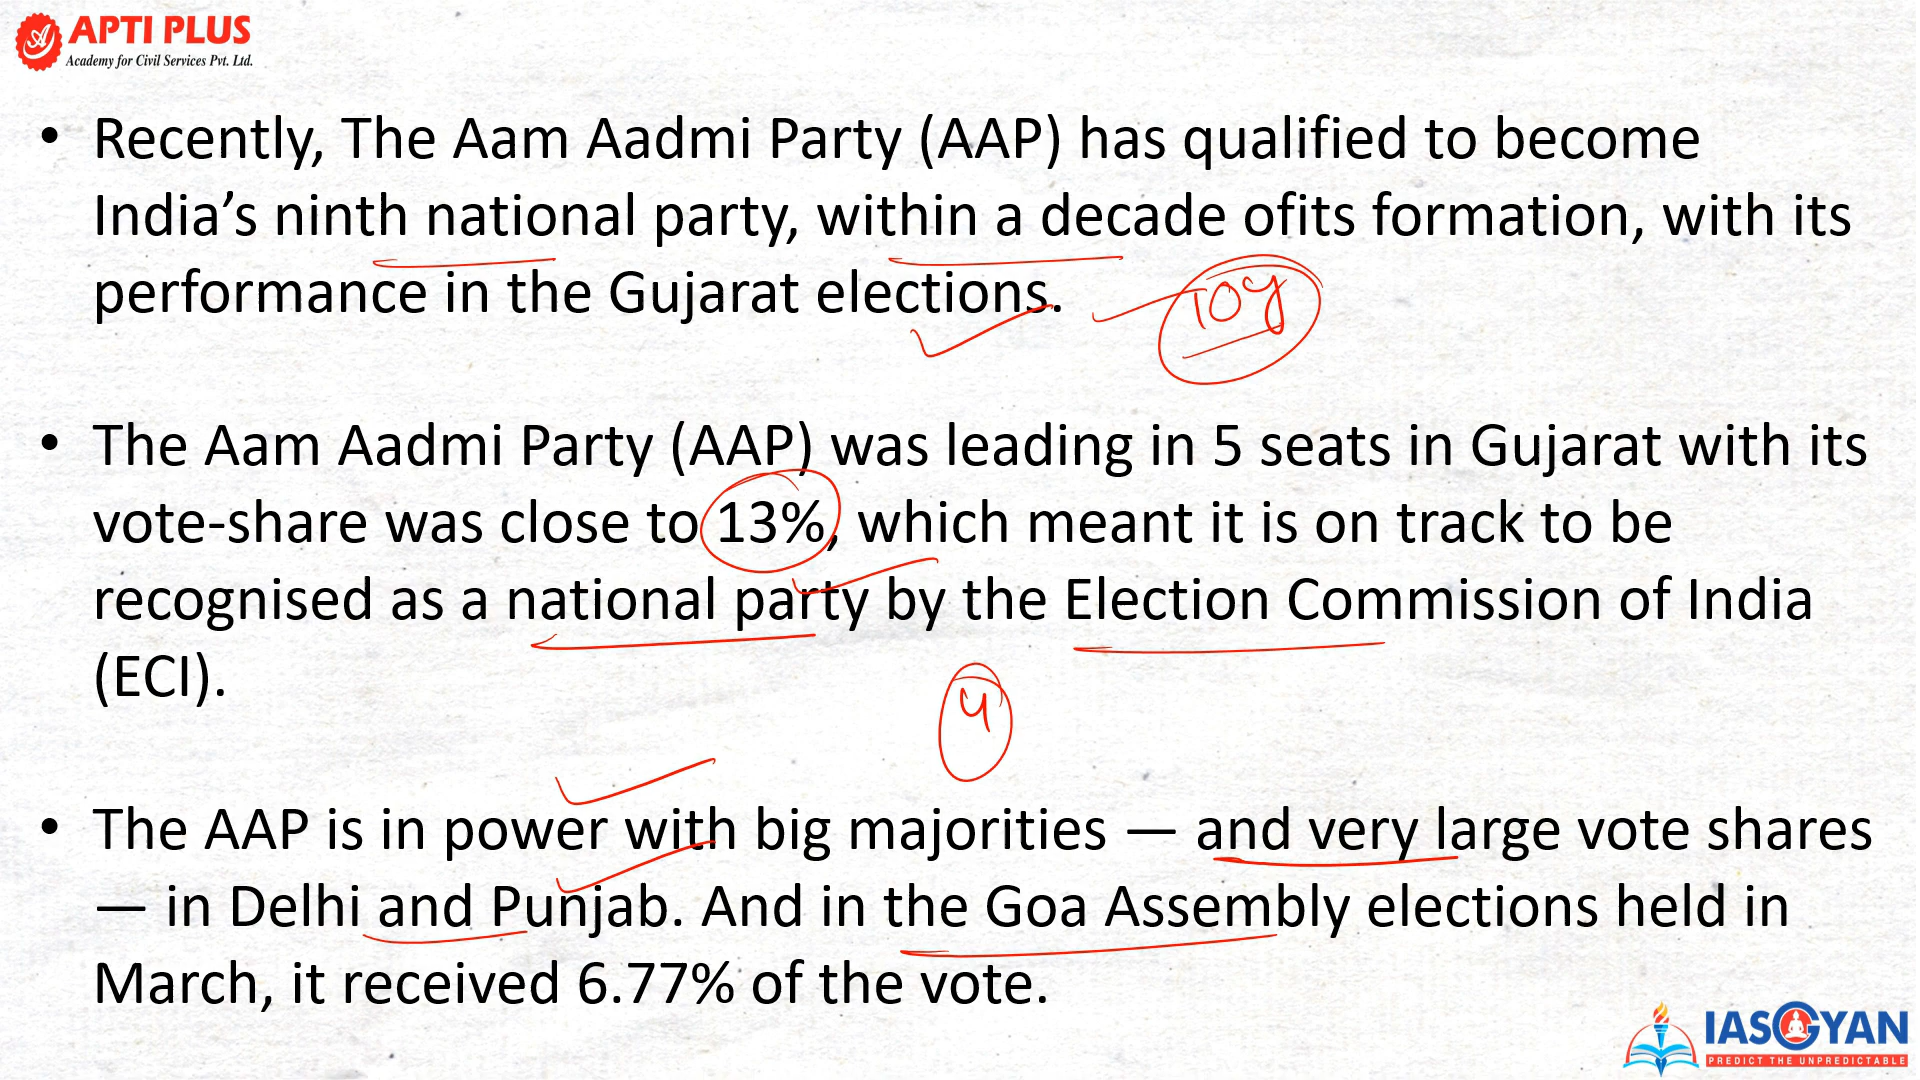 APTI PLUS
Academy for Civil Services Pvt. Ltd.
• Recently, The Aam Aadmi Party (AAP) has qualified to become
India’s ninth national party, within a decade ofits formation, with its
performance in the Gujarat elections.
10y
• The Aam Aadmi Party (AAP) was leading in 5 seats in Gujarat with its
vote-share was close to 13%, which meant it is on track to be
recognised as a national party by the Election Commission of India
(ECI).
4
• The AAP is in power with big majorities — and very large vote shares
— in Delhi and Punjab. And in the Goa Assembly elections held in
March, it received 6.77% of the vote.
IASGYAN
PREDICT THE UNPREDICTABLE